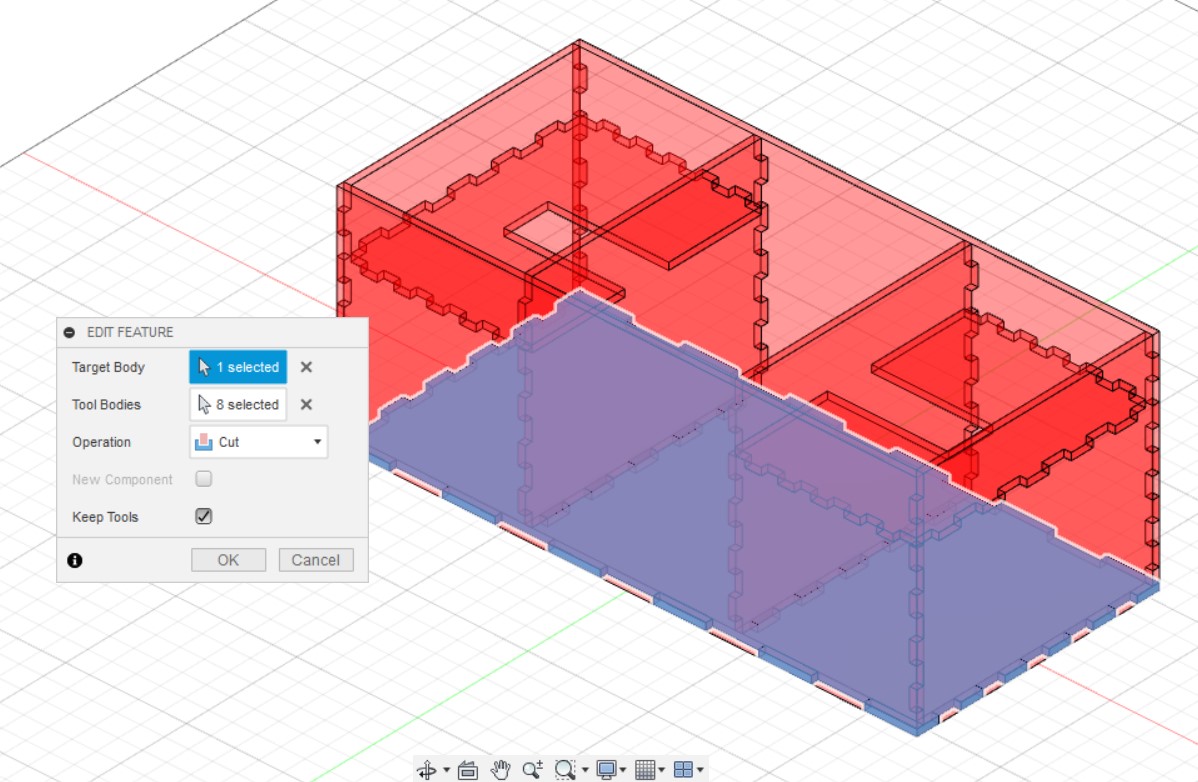 EDIT FEATURE
Target Body 1 selected
Tool Bodies 8 selected
Operation Cut
New Component
Keep Tools
OK Cancel